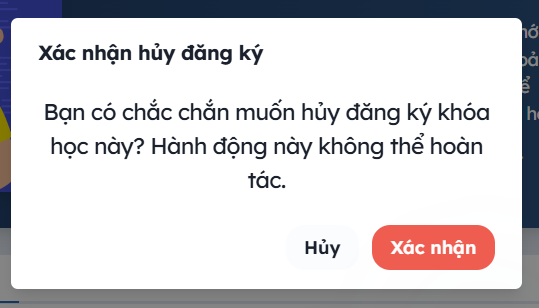 Xác nhận hủy đăng ký
Bạn có chắc chắn muốn hủy đăng ký khóa
học này? Hành động này không thể hoàn
tác.
Hủy
Xác nhận